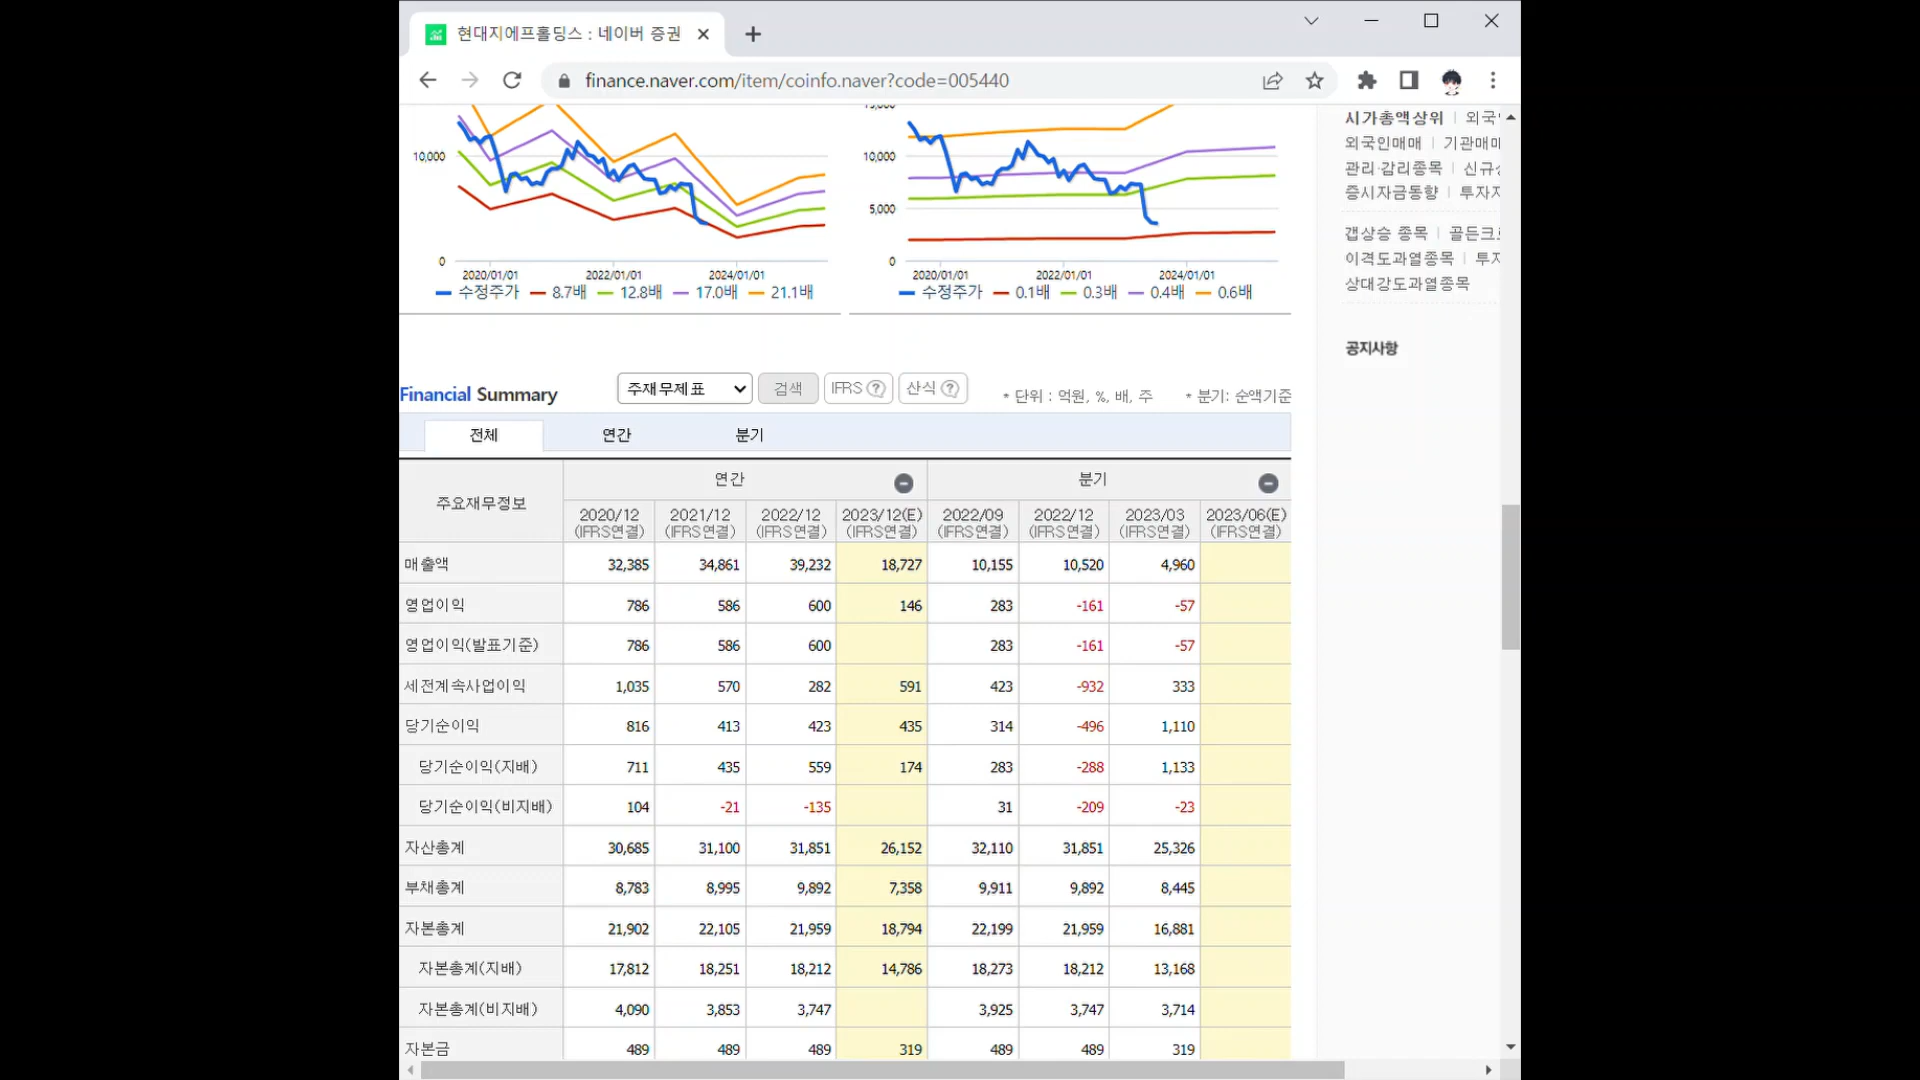 현대지에프홀딩스 : 네이버 증권
finance.naver.com/item/coinfo.naver?code=005440
10,000
0
2020/01/01 2022/01/01 2024/01/01
수정주가 8.7배 12.8배 17.0배 21.1배
15,000
10,000
5,000
0
2020/01/01 2022/01/01 2024/01/01
수정주가 0.1배 0.3배 0.4배 0.6배
시가총액상위 외국
외국인매매 기관매매
관리·감리종목 신규
증시자금동향 투자
갭상승 종목 골든크
이격도과열종목 투자
상대강도과열종목
공지사항
Financial Summary 주재무제표 검색 IFRS ? 산식 ? * 단위 : 억원, %, 배, 주 * 분기: 순액기준
전체 연간 분기
주요재무정보 연간 분기
2020/12 2021/12 2022/12 2023/12(E) 2022/09 2022/12 2023/03 2023/06(E)
(IFRS연결) (IFRS연결) (IFRS연결) (IFRS연결) (IFRS연결) (IFRS연결) (IFRS연결) (IFRS연결)
매출액 32,385 34,861 39,232 18,727 10,155 10,520 4,960
영업이익 786 586 600 146 283 -161 -57
영업이익(발표기준) 786 586 600 283 -161 -57
세전계속사업이익 1,035 570 282 591 423 -932 333
당기순이익 816 413 423 435 314 -496 1,110
당기순이익(지배) 711 435 559 174 283 -288 1,133
당기순이익(비지배) 104 -21 -135 31 -209 -23
자산총계 30,685 31,100 31,851 26,152 32,110 31,851 25,326
부채총계 8,783 8,995 9,892 7,358 9,911 9,892 8,445
자본총계 21,902 22,105 21,959 18,794 22,199 21,959 16,881
자본총계(지배) 17,812 18,251 18,212 14,786 18,273 18,212 13,168
자본총계(비지배) 4,090 3,853 3,747 3,925 3,747 3,714
자본금 489 489 489 319 489 489 319